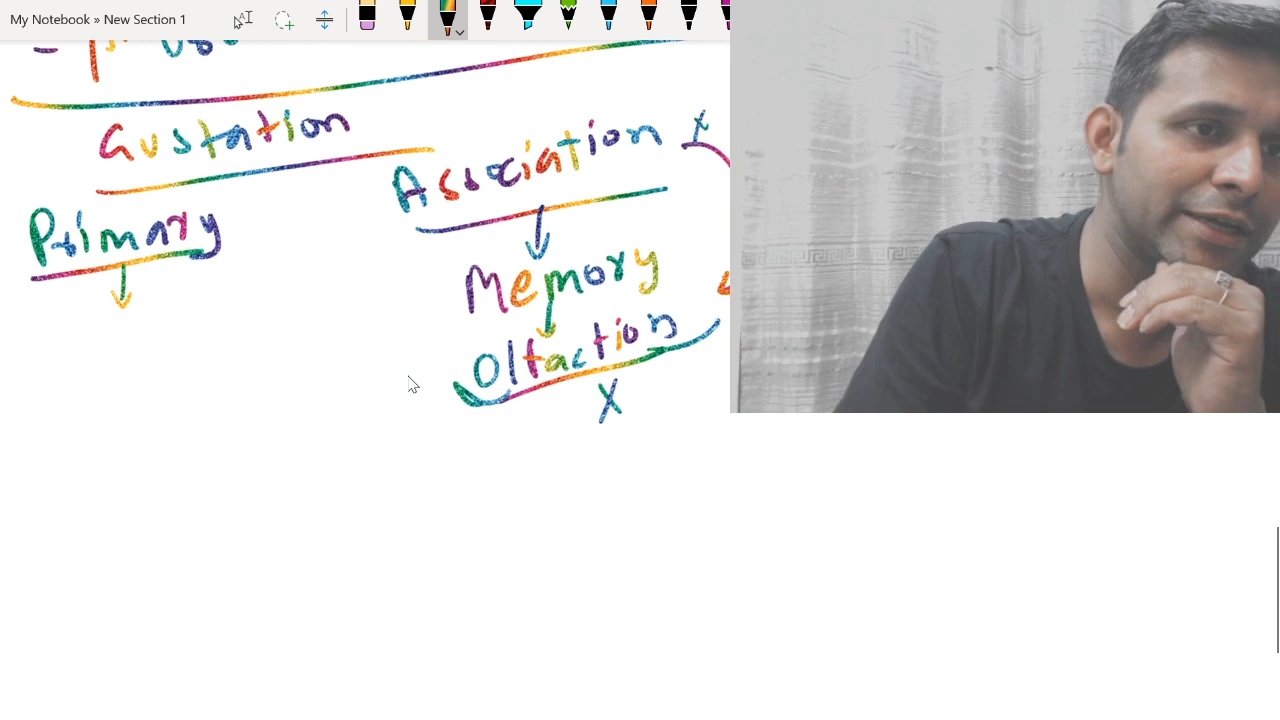 My Notebook » New Section 1
Gustation
Association
Primary
Memory
Olfaction
X